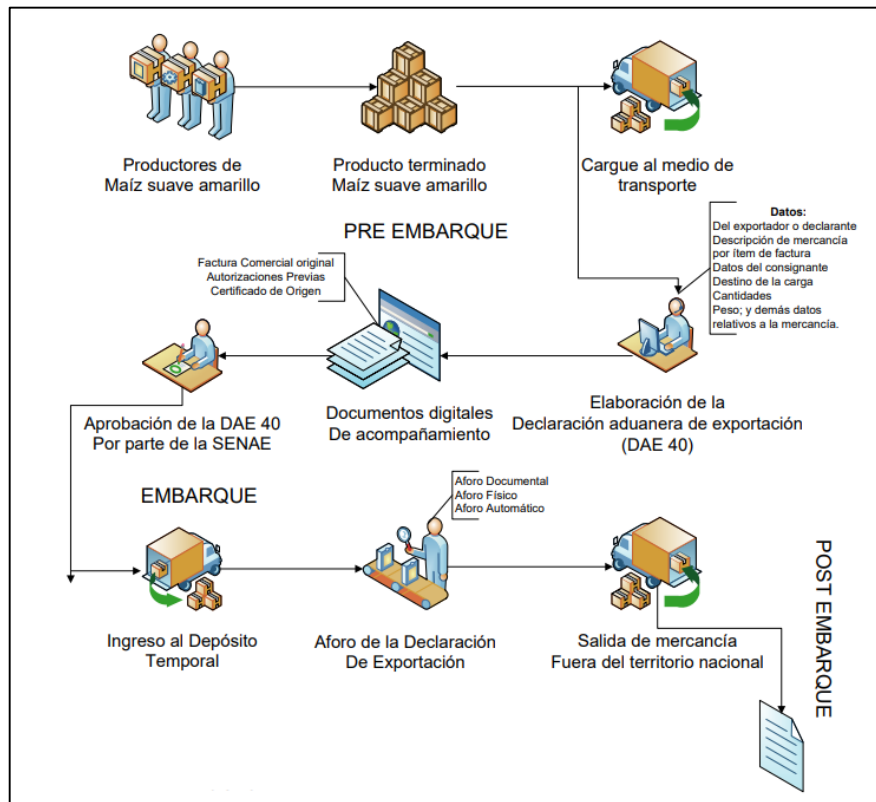 Productores de
Maíz suave amarillo
Producto terminado
Maíz suave amarillo
Cargue al medio de
transporte
PRE EMBARQUE
Datos:
Del exportador o declarante
Descripción de mercancía
por ítem de factura
Datos del consignante
Destino de la carga
Cantidades
Peso; y demás datos
relativos a la mercancía.
Factura Comercial original
Autorizaciones Previas
Certificado de Origen
Elaboración de la
Declaración aduanera de exportación
(DAE 40)
Documentos digitales
De acompañamiento
Aprobación de la DAE 40
Por parte de la SENAE
EMBARQUE
Aforo Documental
Aforo Físico
Aforo Automático
Ingreso al Depósito
Temporal
Aforo de la Declaración
De Exportación
Salida de mercancía
Fuera del territorio nacional
POST EMBARQUE